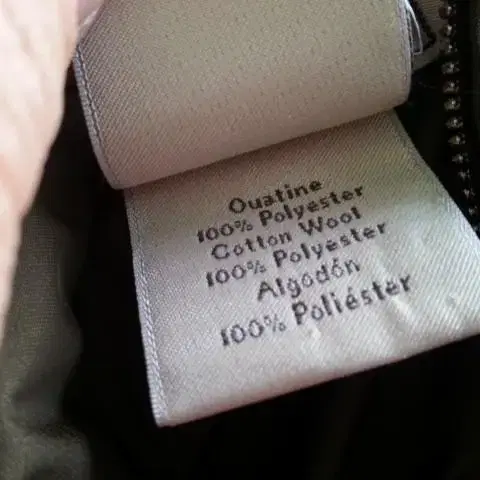 Ouatine
100% Polyester
Cotton Wool
100% Polyester
Algodón
100% Poliéster